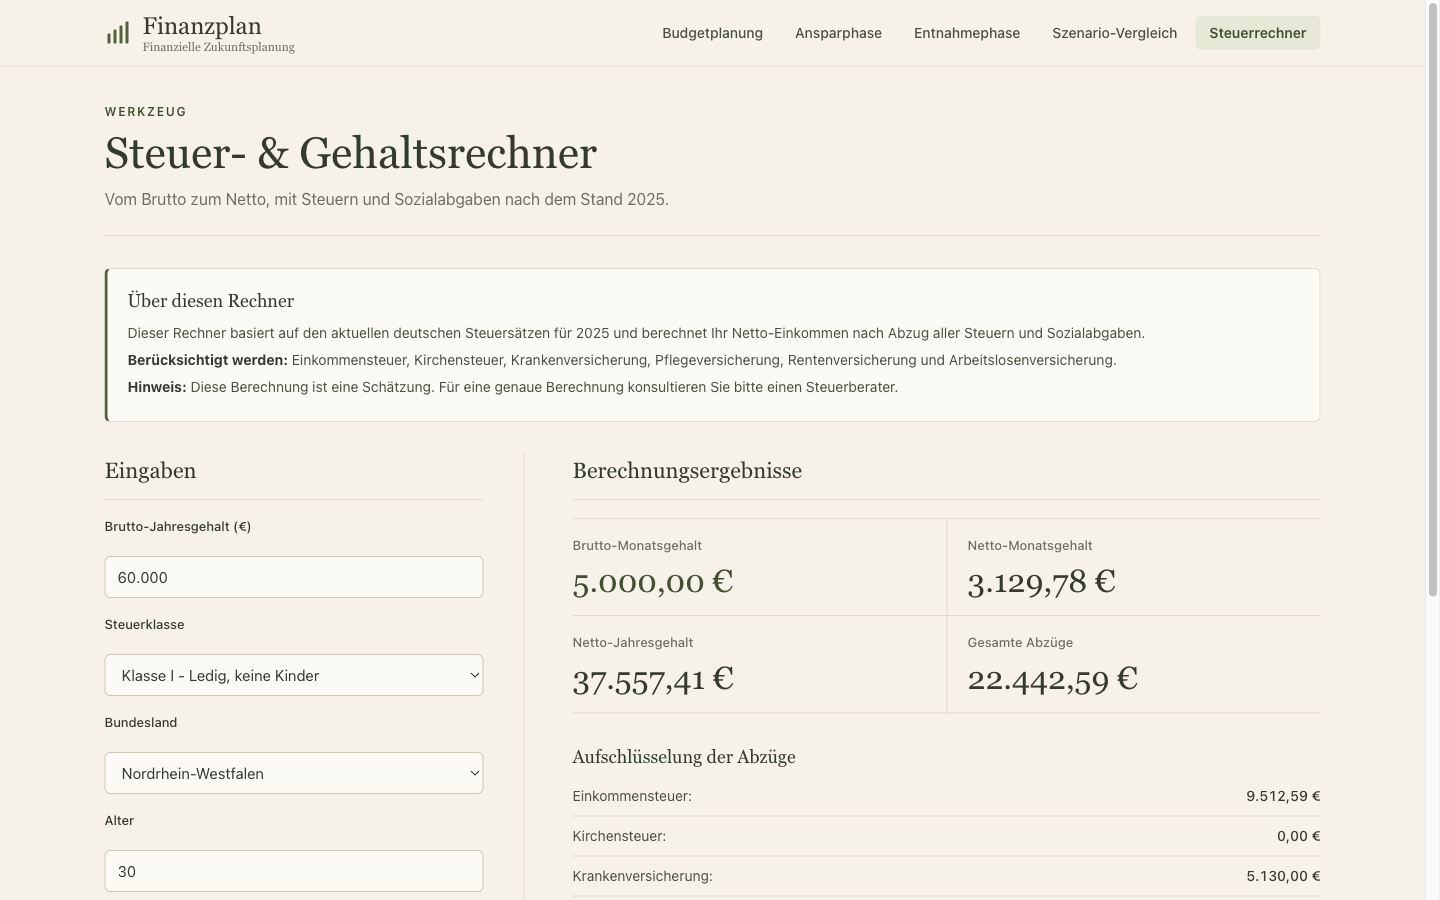 Finanzplan
Finanzielle Zukunftsplanung
Budgetplanung
Ansparphase
Entnahmephase
Szenario-Vergleich
Steuerrechner
WERKZEUG
Steuer- & Gehaltsrechner
Vom Brutto zum Netto, mit Steuern und Sozialabgaben nach dem Stand 2025.
Über diesen Rechner
Dieser Rechner basiert auf den aktuellen deutschen Steuersätzen für 2025 und berechnet Ihr Netto-Einkommen nach Abzug aller Steuern und Sozialabgaben.
Berücksichtigt werden: Einkommensteuer, Kirchensteuer, Krankenversicherung, Pflegeversicherung, Rentenversicherung und Arbeitslosenversicherung.
Hinweis: Diese Berechnung ist eine Schätzung. Für eine genaue Berechnung konsultieren Sie bitte einen Steuerberater.
Eingaben
Brutto-Jahresgehalt (€)
60.000
Steuerklasse
Klasse I - Ledig, keine Kinder
Bundesland
Nordrhein-Westfalen
Alter
30
Berechnungsergebnisse
Brutto-Monatsgehalt
5.000,00 €
Netto-Monatsgehalt
3.129,78 €
Netto-Jahresgehalt
37.557,41 €
Gesamte Abzüge
22.442,59 €
Aufschlüsselung der Abzüge
Einkommensteuer: 9.512,59 €
Kirchensteuer: 0,00 €
Krankenversicherung: 5.130,00 €